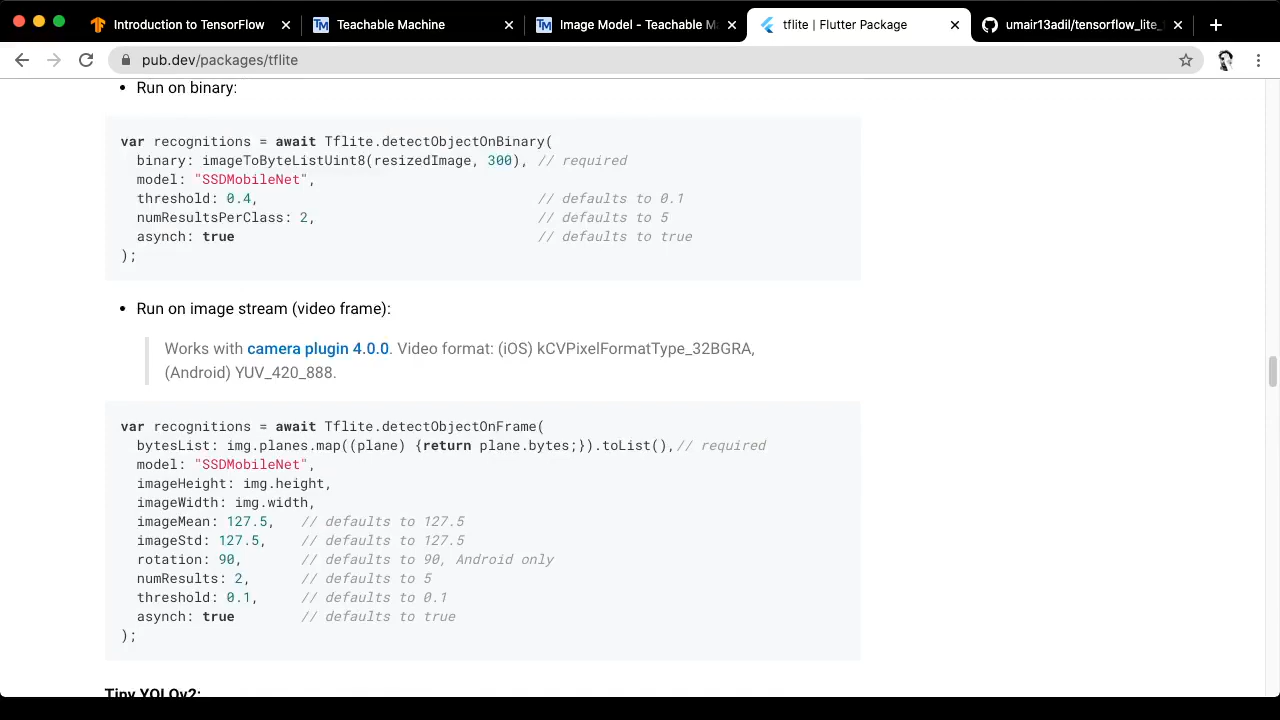 Introduction to TensorFlow
Teachable Machine
Image Model - Teachable Ma
tflite | Flutter Package
umair13adil/tensorflow_lite_
pub.dev/packages/tflite
• Run on binary:
var recognitions = await Tflite.detectObjectOnBinary(
binary: imageToByteListUint8(resizedImage, 300), // required
model: "SSDMobileNet",
threshold: 0.4, // defaults to 0.1
numResultsPerClass: 2, // defaults to 5
asynch: true // defaults to true
);
• Run on image stream (video frame):
Works with camera plugin 4.0.0. Video format: (iOS) kCVPixelFormatType_32BGRA,
(Android) YUV_420_888.
var recognitions = await Tflite.detectObjectOnFrame(
bytesList: img.planes.map((plane) {return plane.bytes;}).toList(),// required
model: "SSDMobileNet",
imageHeight: img.height,
imageWidth: img.width,
imageMean: 127.5, // defaults to 127.5
imageStd: 127.5, // defaults to 127.5
rotation: 90, // defaults to 90, Android only
numResults: 2, // defaults to 5
threshold: 0.1, // defaults to 0.1
asynch: true // defaults to true
);
Tiny YOLOv2: